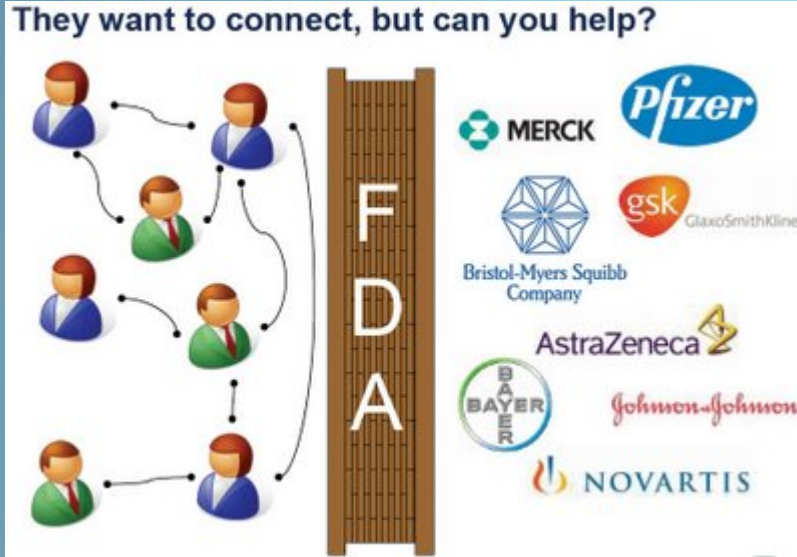 They want to connect, but can you help?
F
D
A
MERCK
Pfizer
gsk
GlaxoSmithKline
Bristol-Myers Squibb
Company
AstraZeneca
BAYER
BAYER
Johnson & Johnson
NOVARTIS